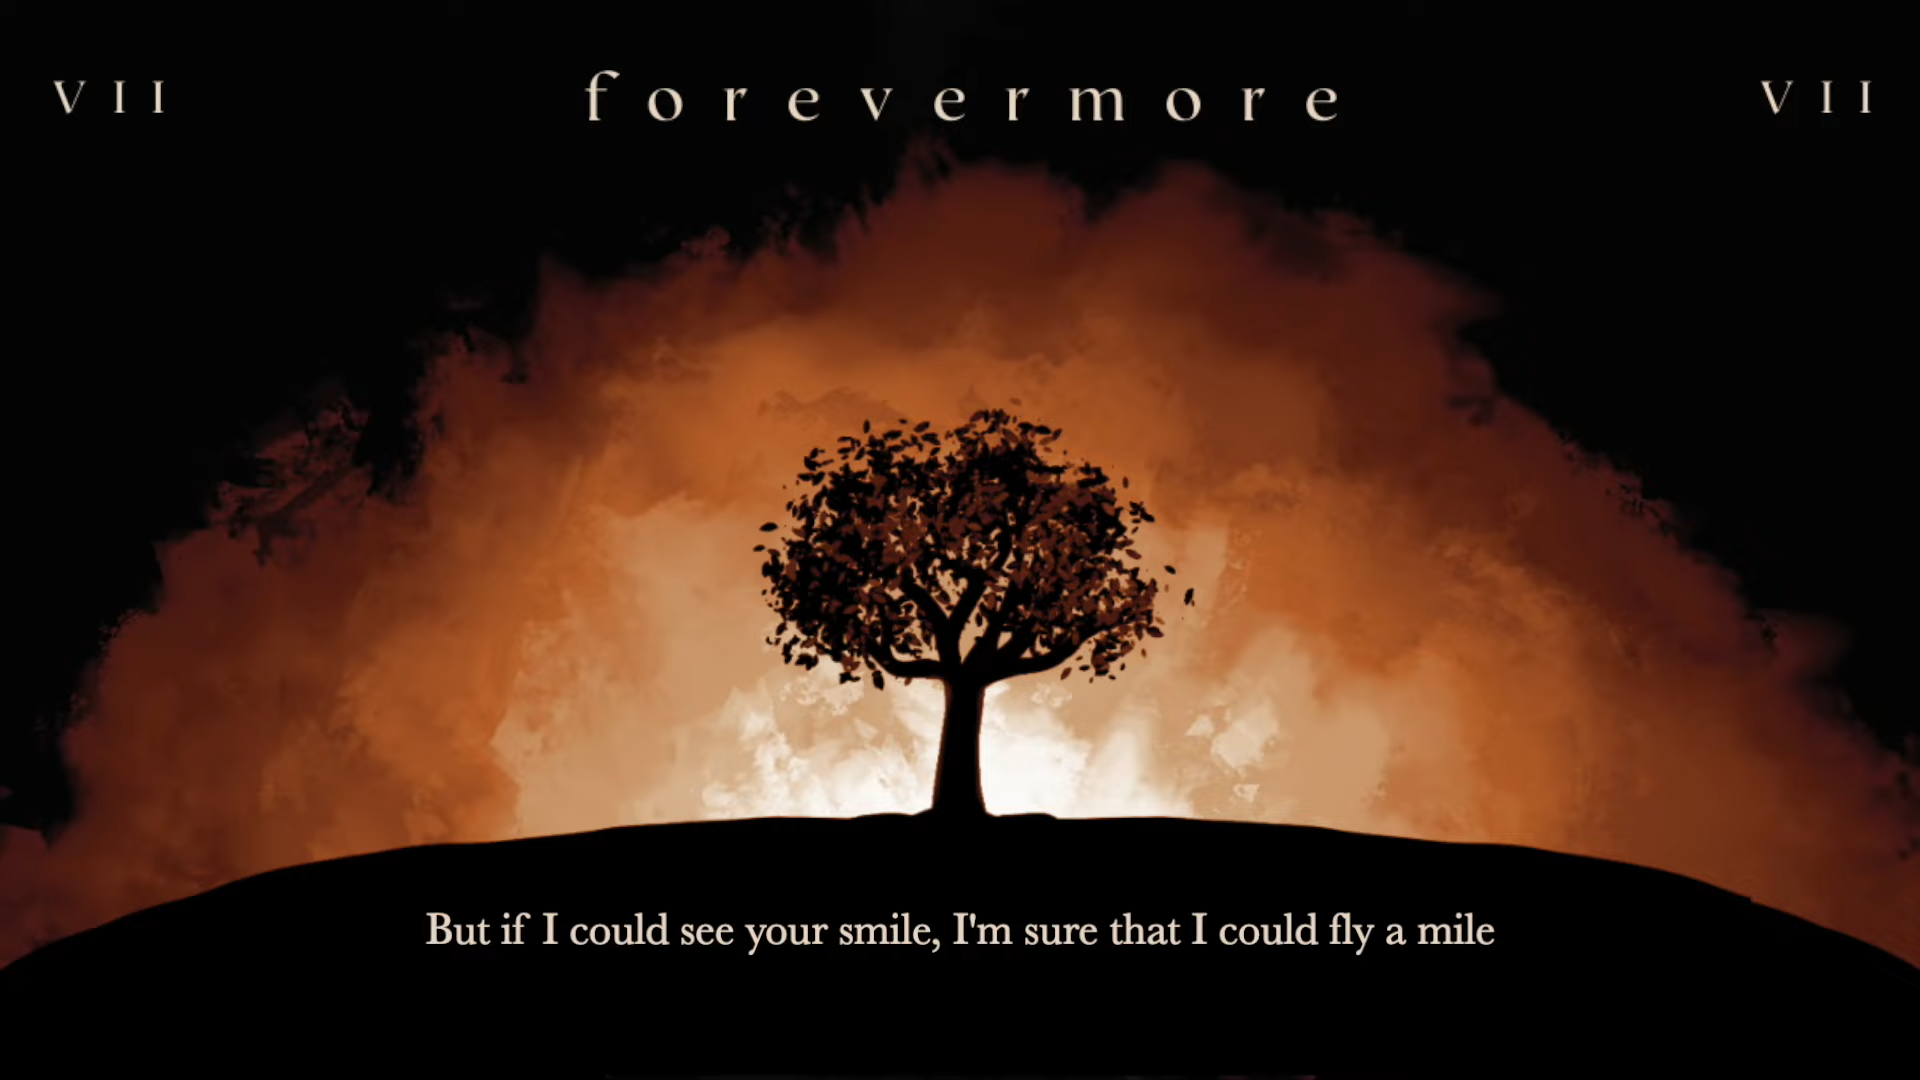 VII
forevermore
VII
But if I could see your smile, I'm sure that I could fly a mile